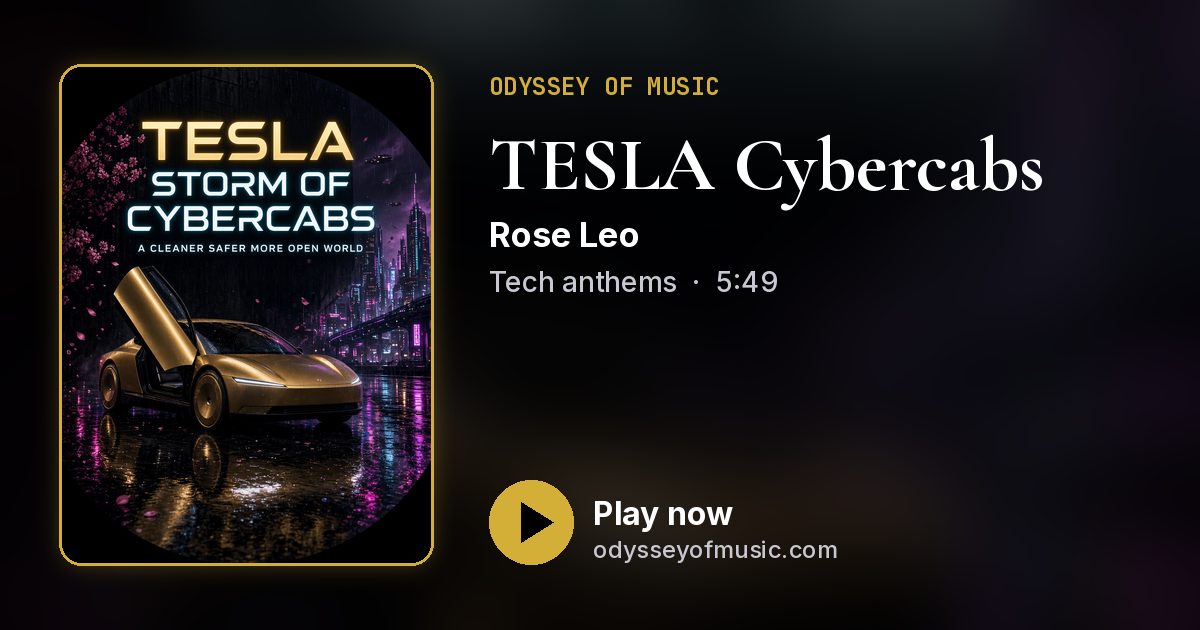 TESLA
STORM OF
CYBERCABS
A CLEANER SAFER MORE OPEN WORLD
ODYSSEY OF MUSIC
TESLA Cybercabs
Rose Leo
Tech anthems · 5:49
Play now
odysseyofmusic.com